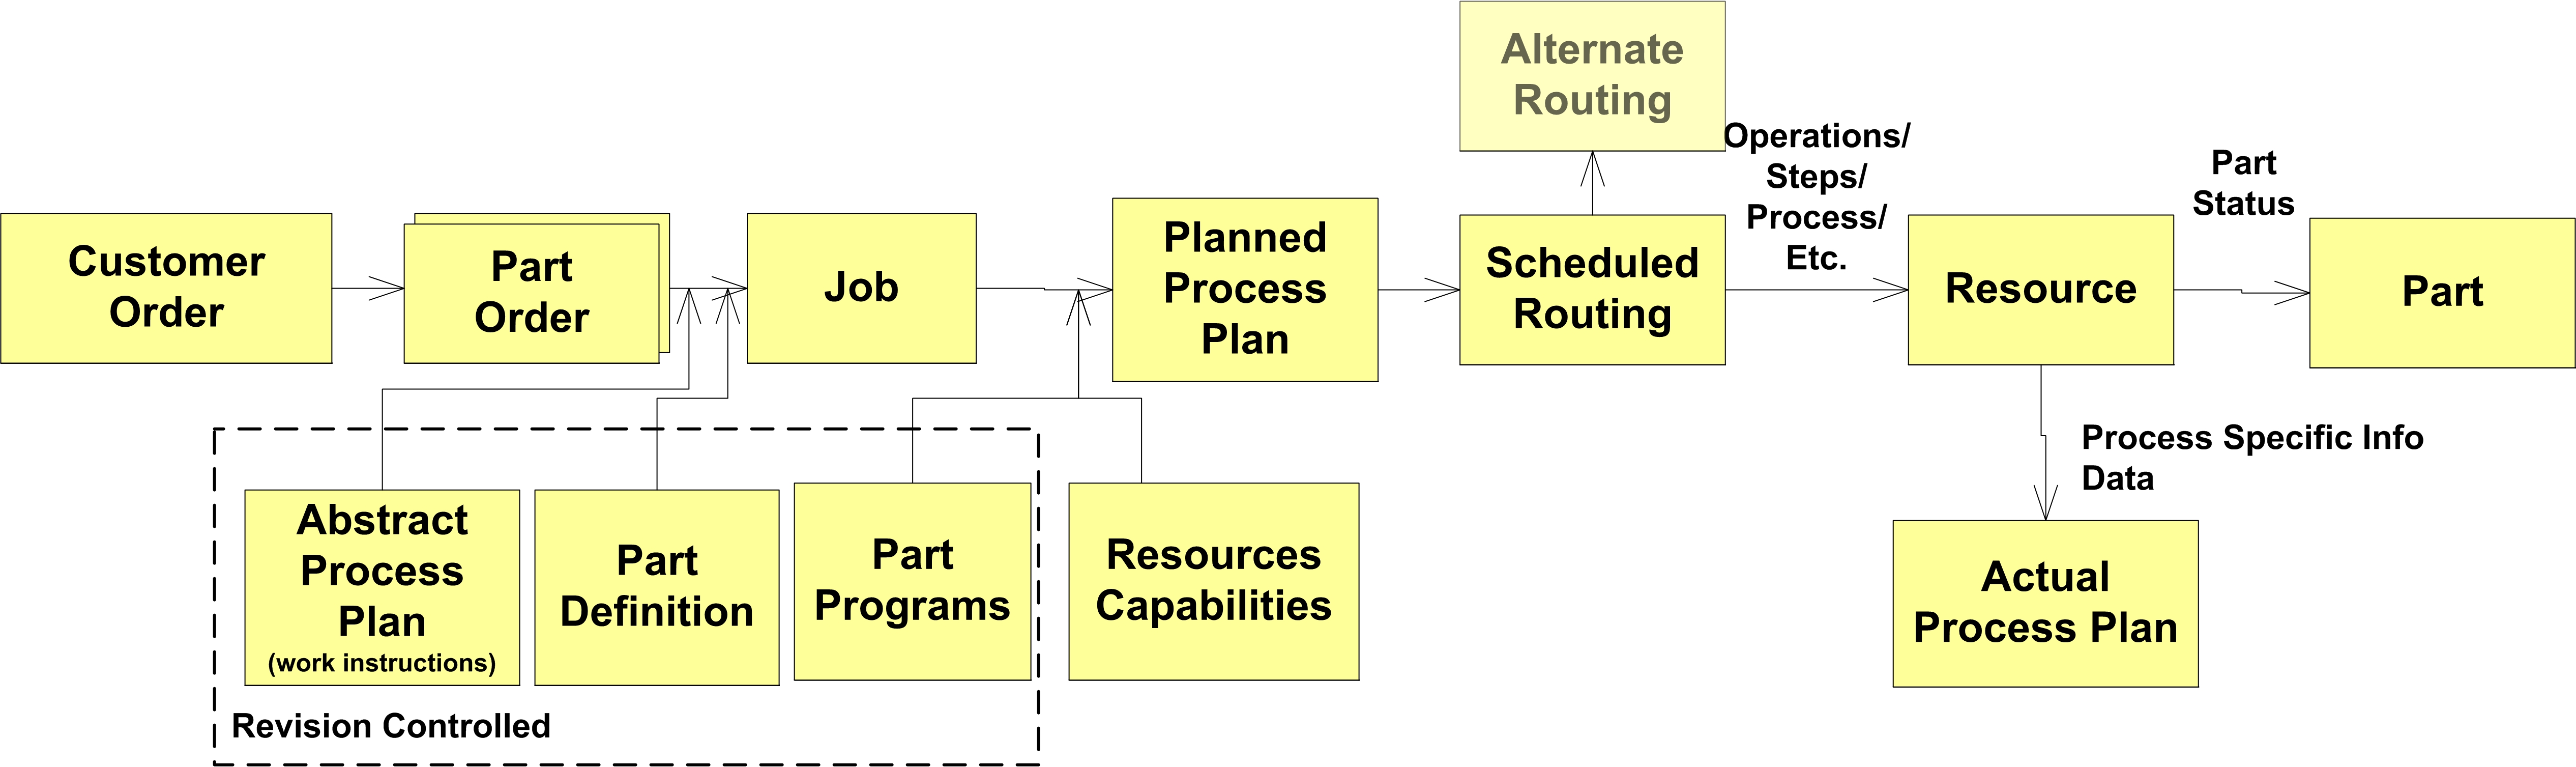 Alternate
Routing
Operations/
Steps/
Process/
Etc.
Part
Status
Customer
Order
Part
Order
Job
Planned
Process
Plan
Scheduled
Routing
Resource
Part
Process Specific Info
Data
Abstract
Process
Plan
(work instructions)
Part
Definition
Part
Programs
Resources
Capabilities
Actual
Process Plan
Revision Controlled